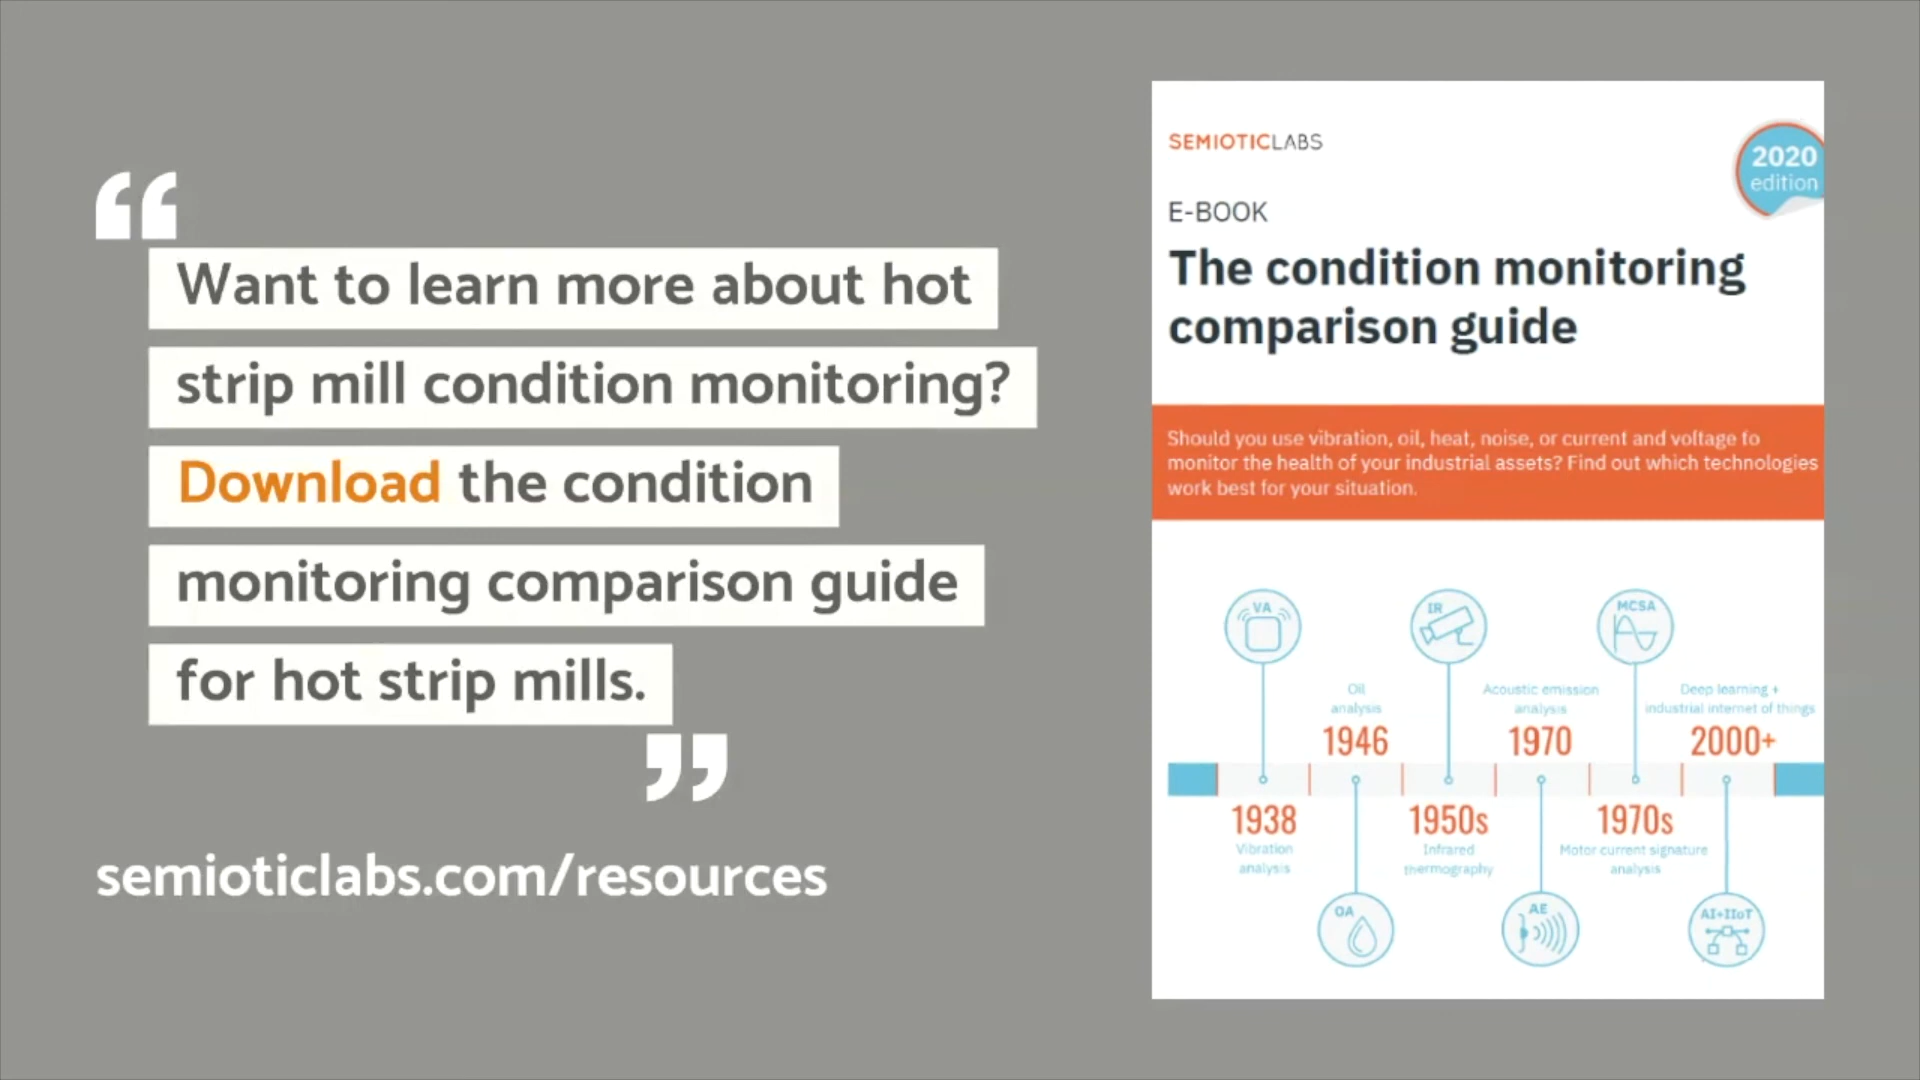 Want to learn more about hot
strip mill condition monitoring?
Download the condition
monitoring comparison guide
for hot strip mills.
semioticlabs.com/resources
SEMIOTICLABS
2020
edition
E-BOOK
The condition monitoring
comparison guide
Should you use vibration, oil, heat, noise, or current and voltage to
monitor the health of your industrial assets? Find out which technologies
work best for your situation.
VA
IR
MCSA
Oil
analysis
1946
Acoustic emission
analysis
1970
Deep learning +
industrial internet of things
2000+
1938
Vibration
analysis
1950s
Infrared
thermography
1970s
Motor current signature
analysis
OA
AE
AI+IIoT